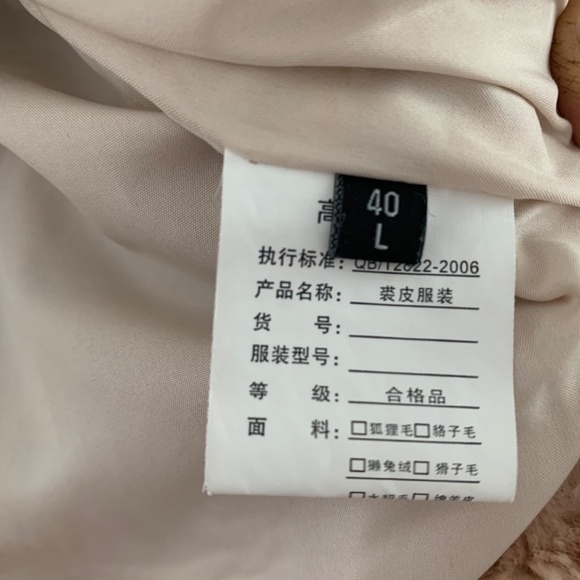 40
L
高
执行标准：QB/T2822-2006
产品名称：裘皮服装
货 号：
服装型号：
等 级：合格品
面 料：□狐狸毛□貉子毛
□獭兔绒□猾子毛